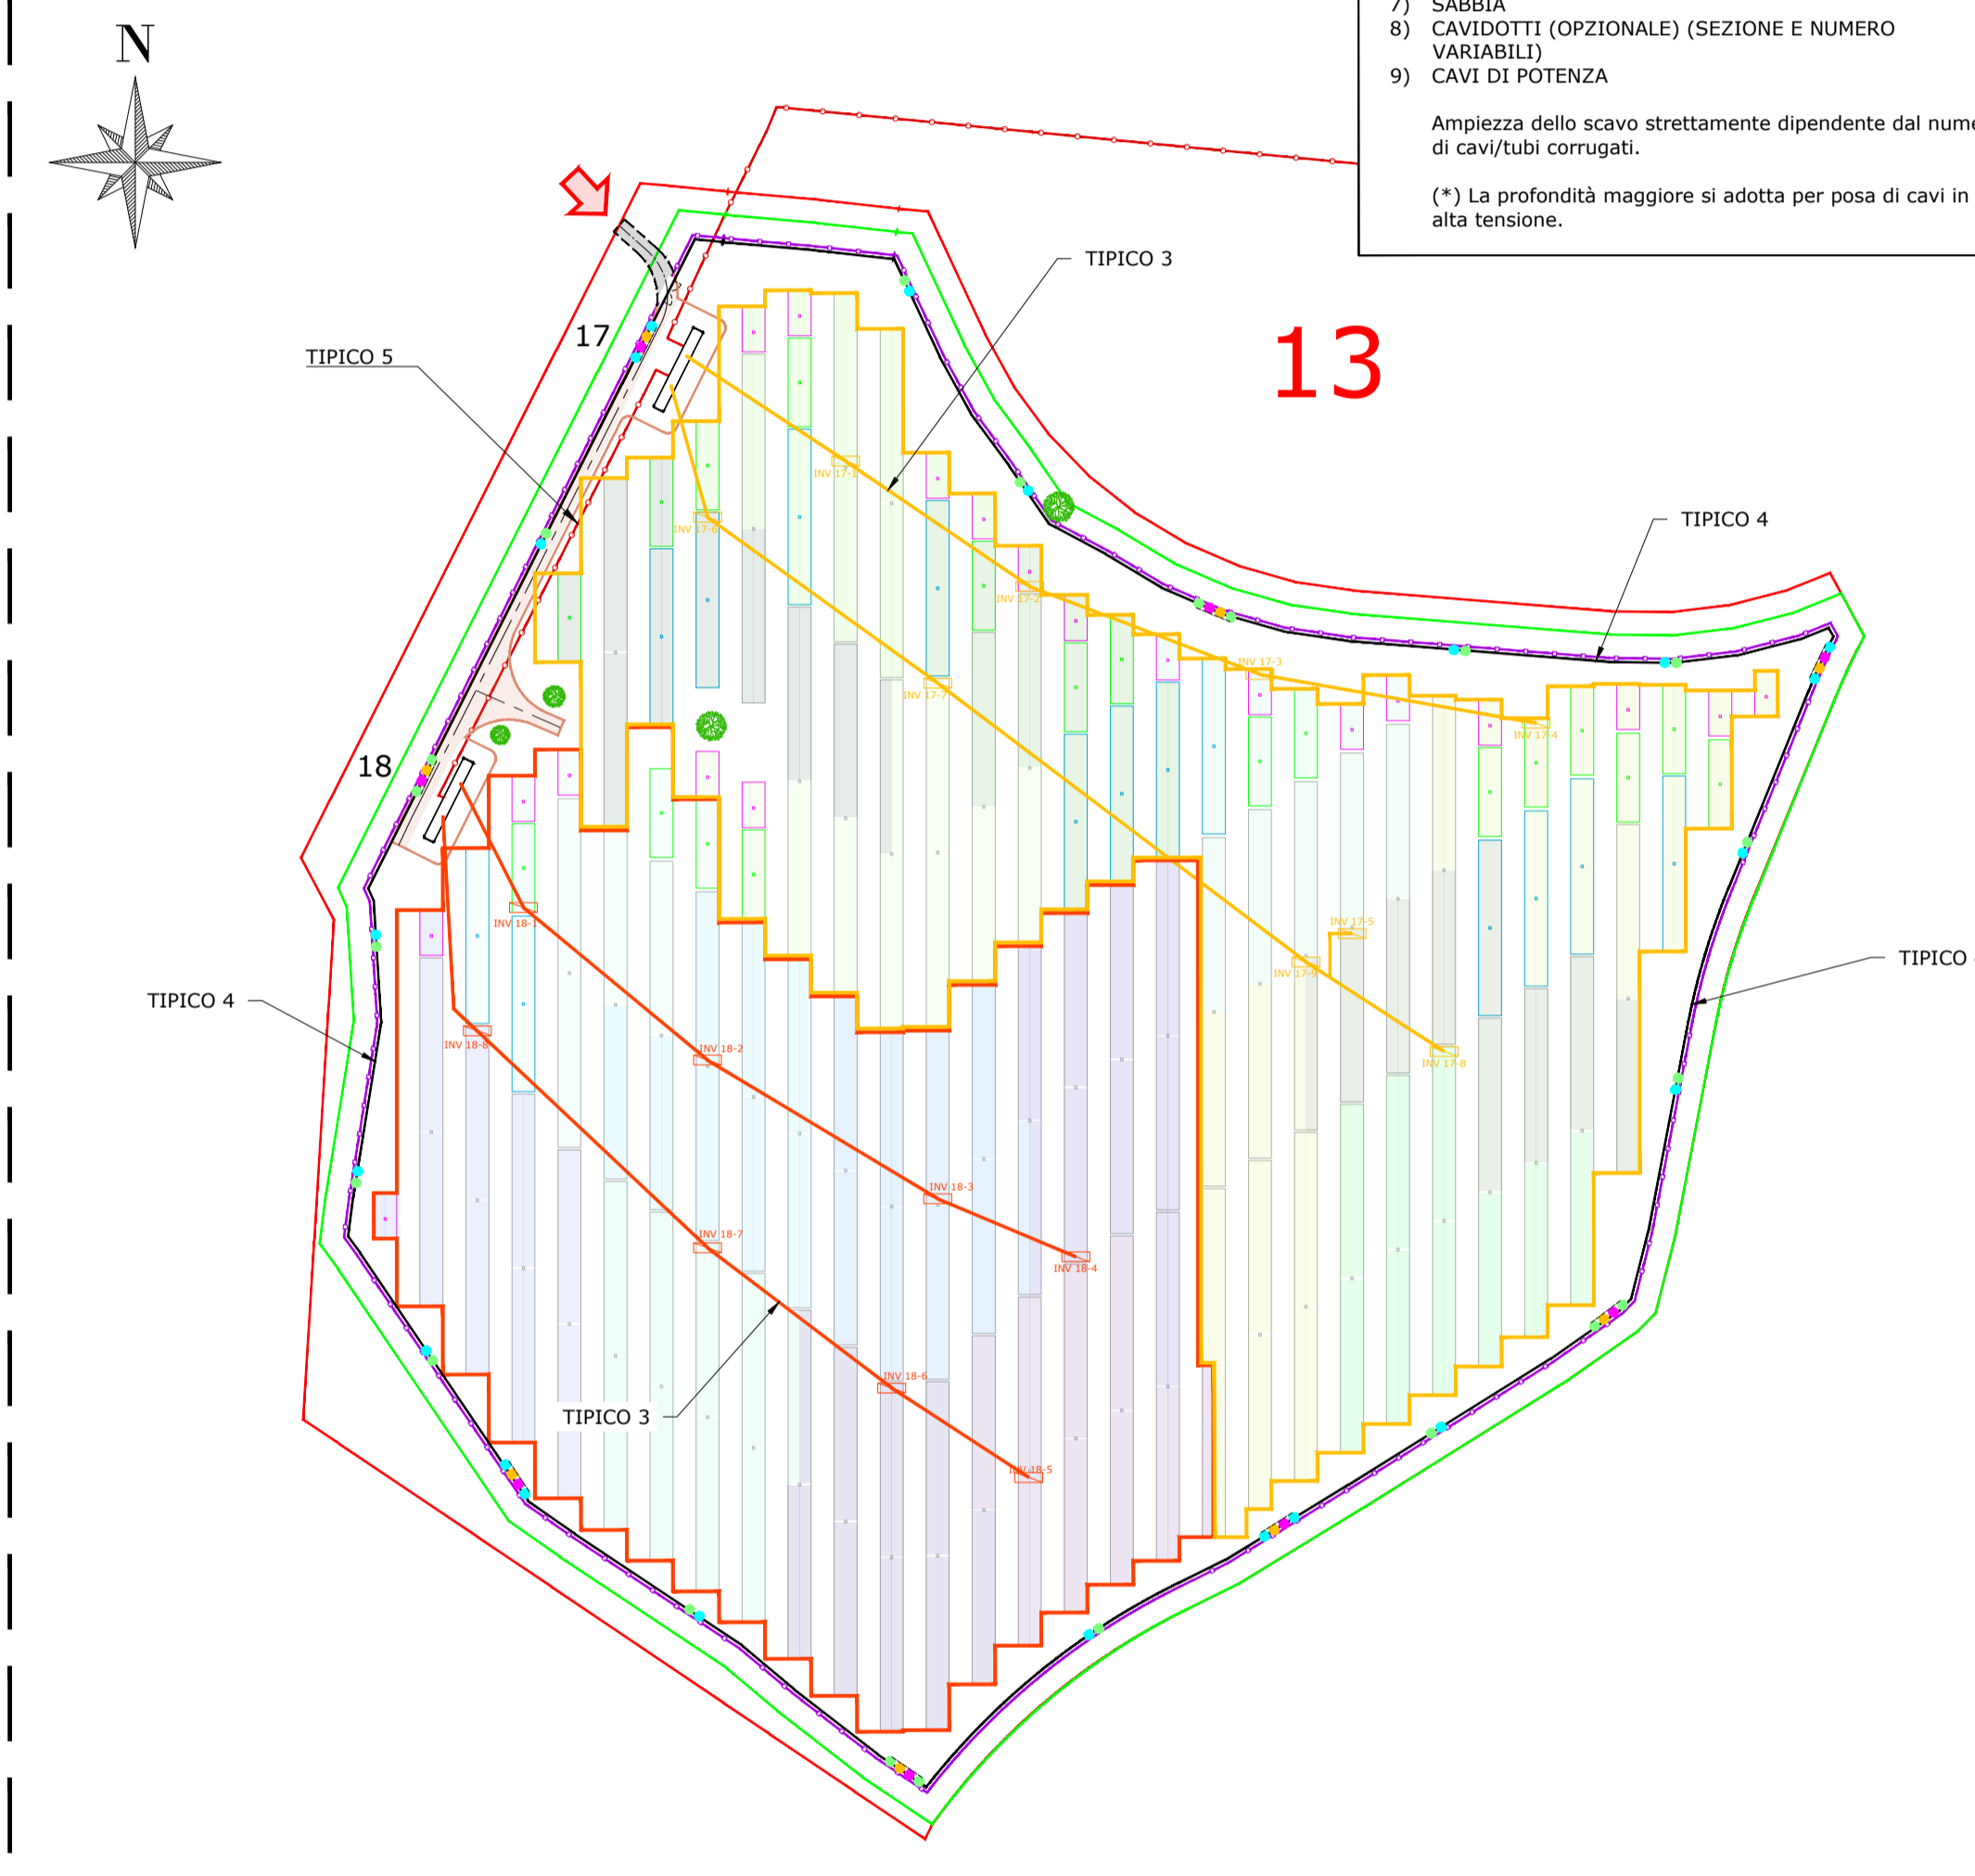 7) SABBIA
8) CAVIDOTTI (OPZIONALE) (SEZIONE E NUMERO
VARIABILI)
9) CAVI DI POTENZA
Ampiezza dello scavo strettamente dipendente dal
di cavi/tubi corrugati.
(*) La profondità maggiore si adotta per posa di cavi in
alta tensione.
N
TIPICO 3
13
17
TIPICO 5
INV 17-1
TIPICO 4
INV 17-6
INV 17-2
INV 17-3
INV 17-7
INV 17-4
18
INV 18-1
INV 17-5
TIPICO
INV 17-9
TIPICO 4
INV 18-8
INV 18-2
INV 17-8
INV 18-3
INV 18-7
INV 18-4
INV 18-6
TIPICO 3
INV 18-5